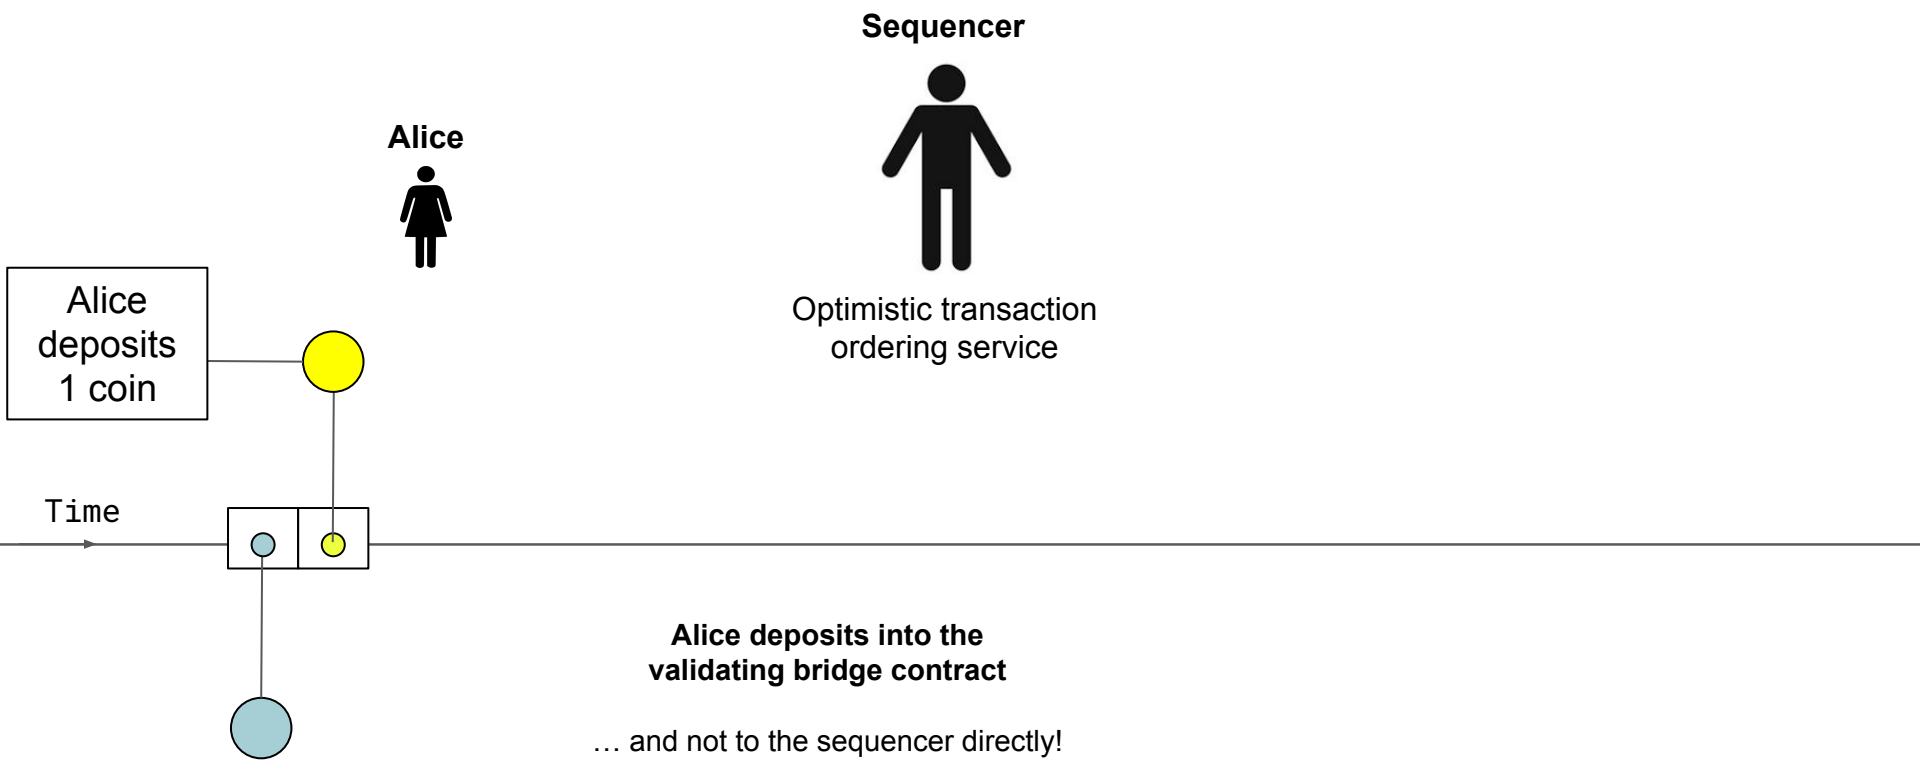 Sequencer
Alice
Alice
deposits
1 coin
Optimistic transaction
ordering service
Time
Alice deposits into the
validating bridge contract
… and not to the sequencer directly!